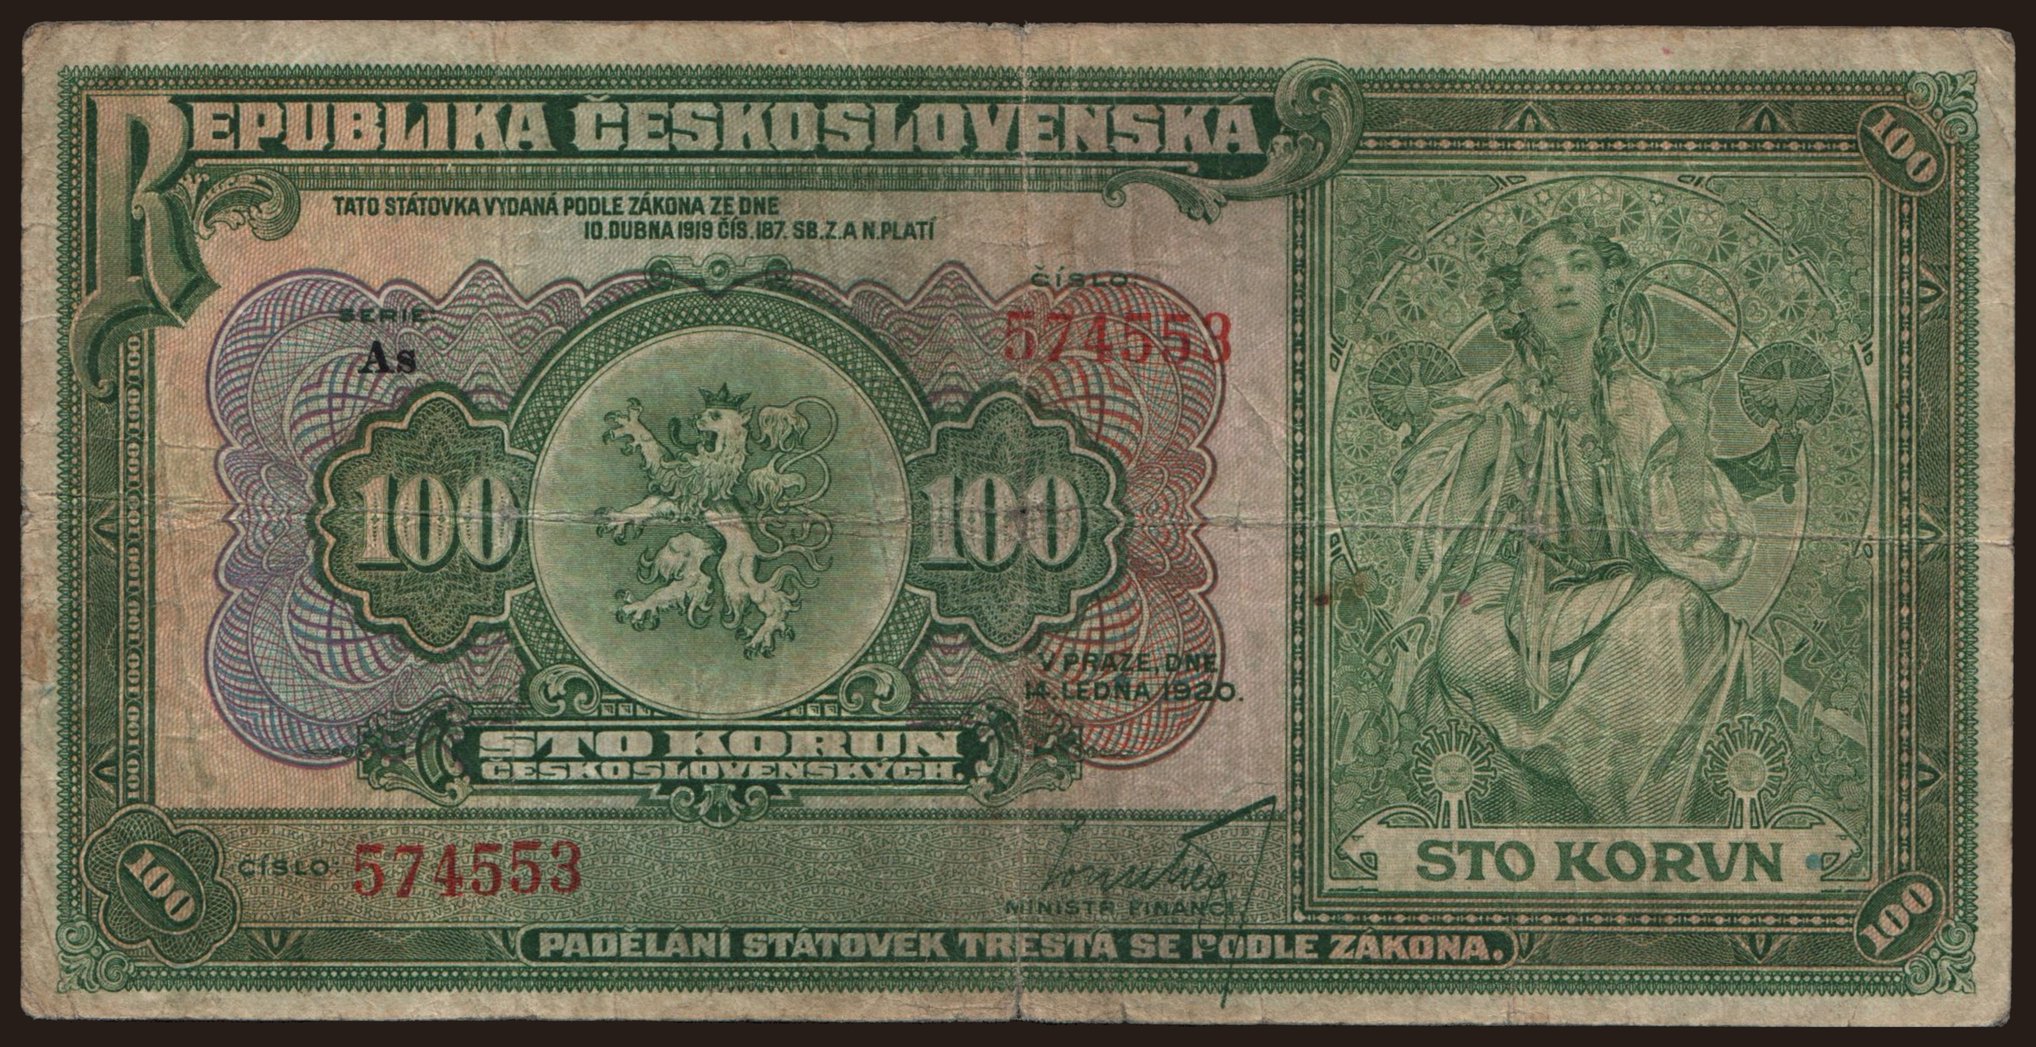 REPUBLIKA ČESKOSLOVENSKÁ
TATO STÁTOVKA VYDANÁ PODLE ZÁKONA ZE DNE
10. DUBNA 1919 ČÍS. 187. SB. Z. A N. PLATÍ
SERIE:
As
ČÍSLO
574553
100
100
100
V PRAZE, DNE
14. LEDNA 1920.
STO KORUN
ČESKOSLOVENSKÝCH.
STO KORVN
ČÍSLO: 574553
MINISTR FINANCÍ
100
100
PADĚLÁNÍ STÁTOVEK TRESTÁ SE PODLE ZÁKONA.